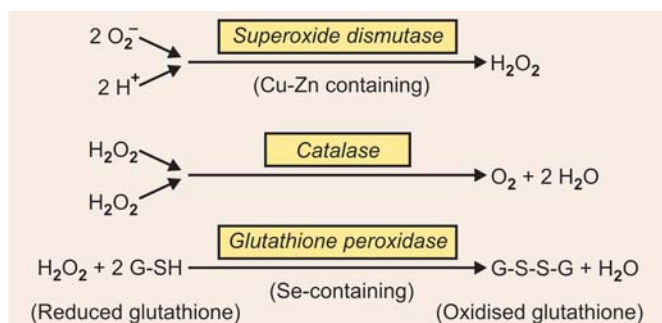 2 O₂⁻ Superoxide dismutase
2 H⁺ (Cu-Zn containing) H₂O₂
H₂O₂ Catalase
H₂O₂ O₂ + 2 H₂O
Glutathione peroxidase
H₂O₂ + 2 G-SH G-S-S-G + H₂O
(Reduced glutathione) (Se-containing) (Oxidised glutathione)